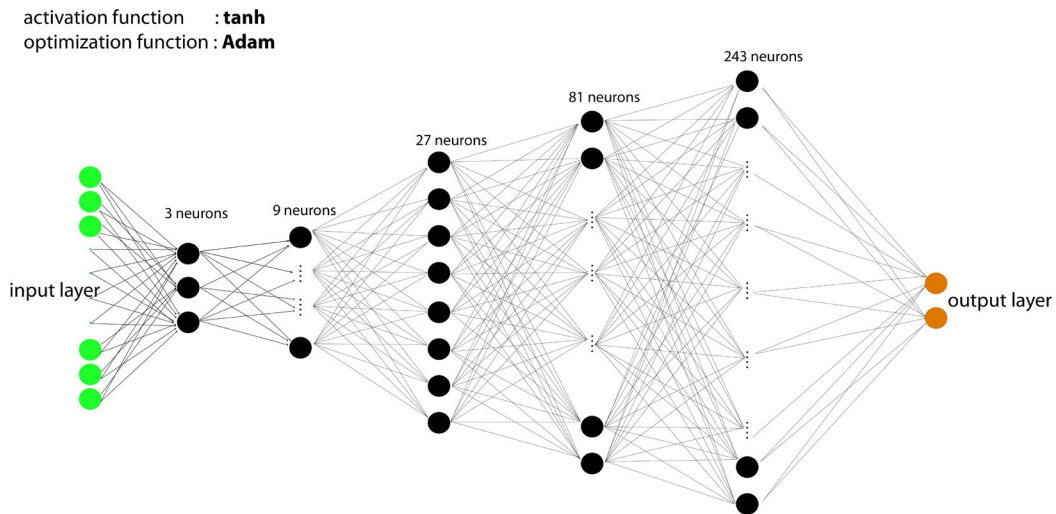 activation function : tanh
optimization function : Adam
243 neurons
81 neurons
27 neurons
3 neurons
9 neurons
input layer
output layer